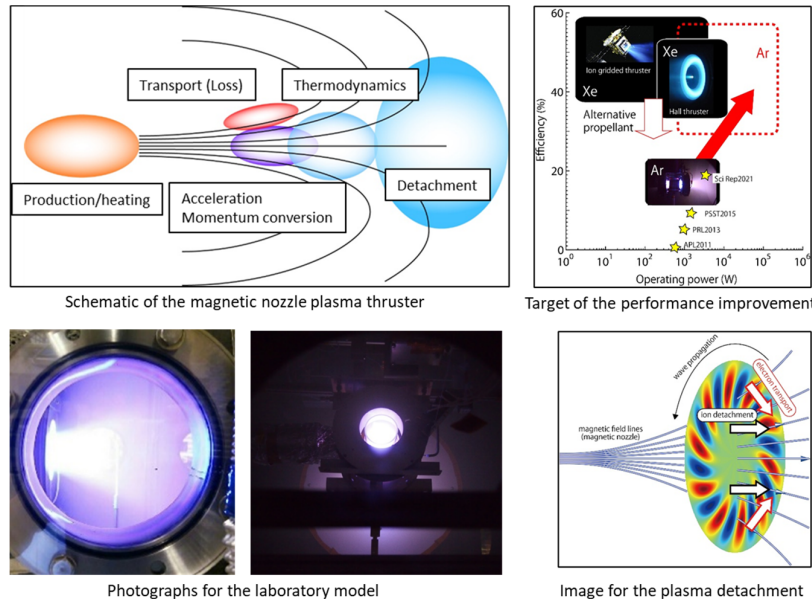 Transport (Loss)
Thermodynamics
Production/heating
Acceleration
Momentum conversion
Detachment
Schematic of the magnetic nozzle plasma thruster
60
40
20
0
Efficiency (%)
Xe
Ion gridded thruster
Xe
Hall thruster
Ar
Alternative
propellant
Ar
Sci Rep2021
PSST2015
PRL2013
APL2011
10⁰ 10¹ 10² 10³ 10⁴ 10⁵ 10⁶
Operating power (W)
Target of the performance improvement
Photographs for the laboratory model
wave propagation
electron transport
ion detachment
magnetic field lines
(magnetic nozzle)
Image for the plasma detachment